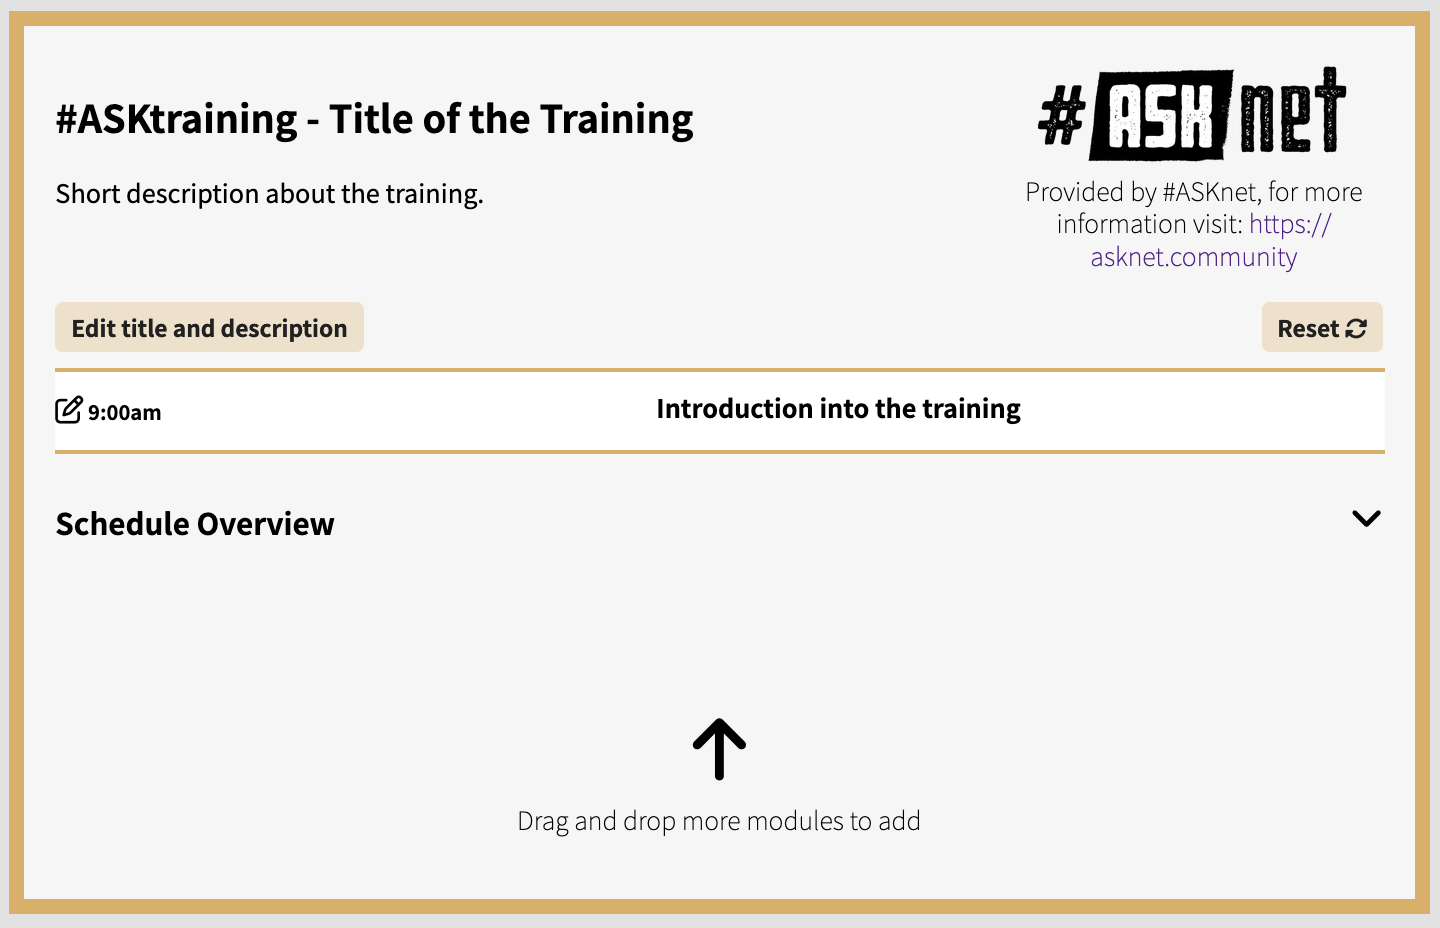 #ASKtraining - Title of the Training
Short description about the training.
#ASKnet
Provided by #ASKnet, for more
information visit: https://
asknet.community
Edit title and description
Reset
9:00am
Introduction into the training
Schedule Overview
Drag and drop more modules to add